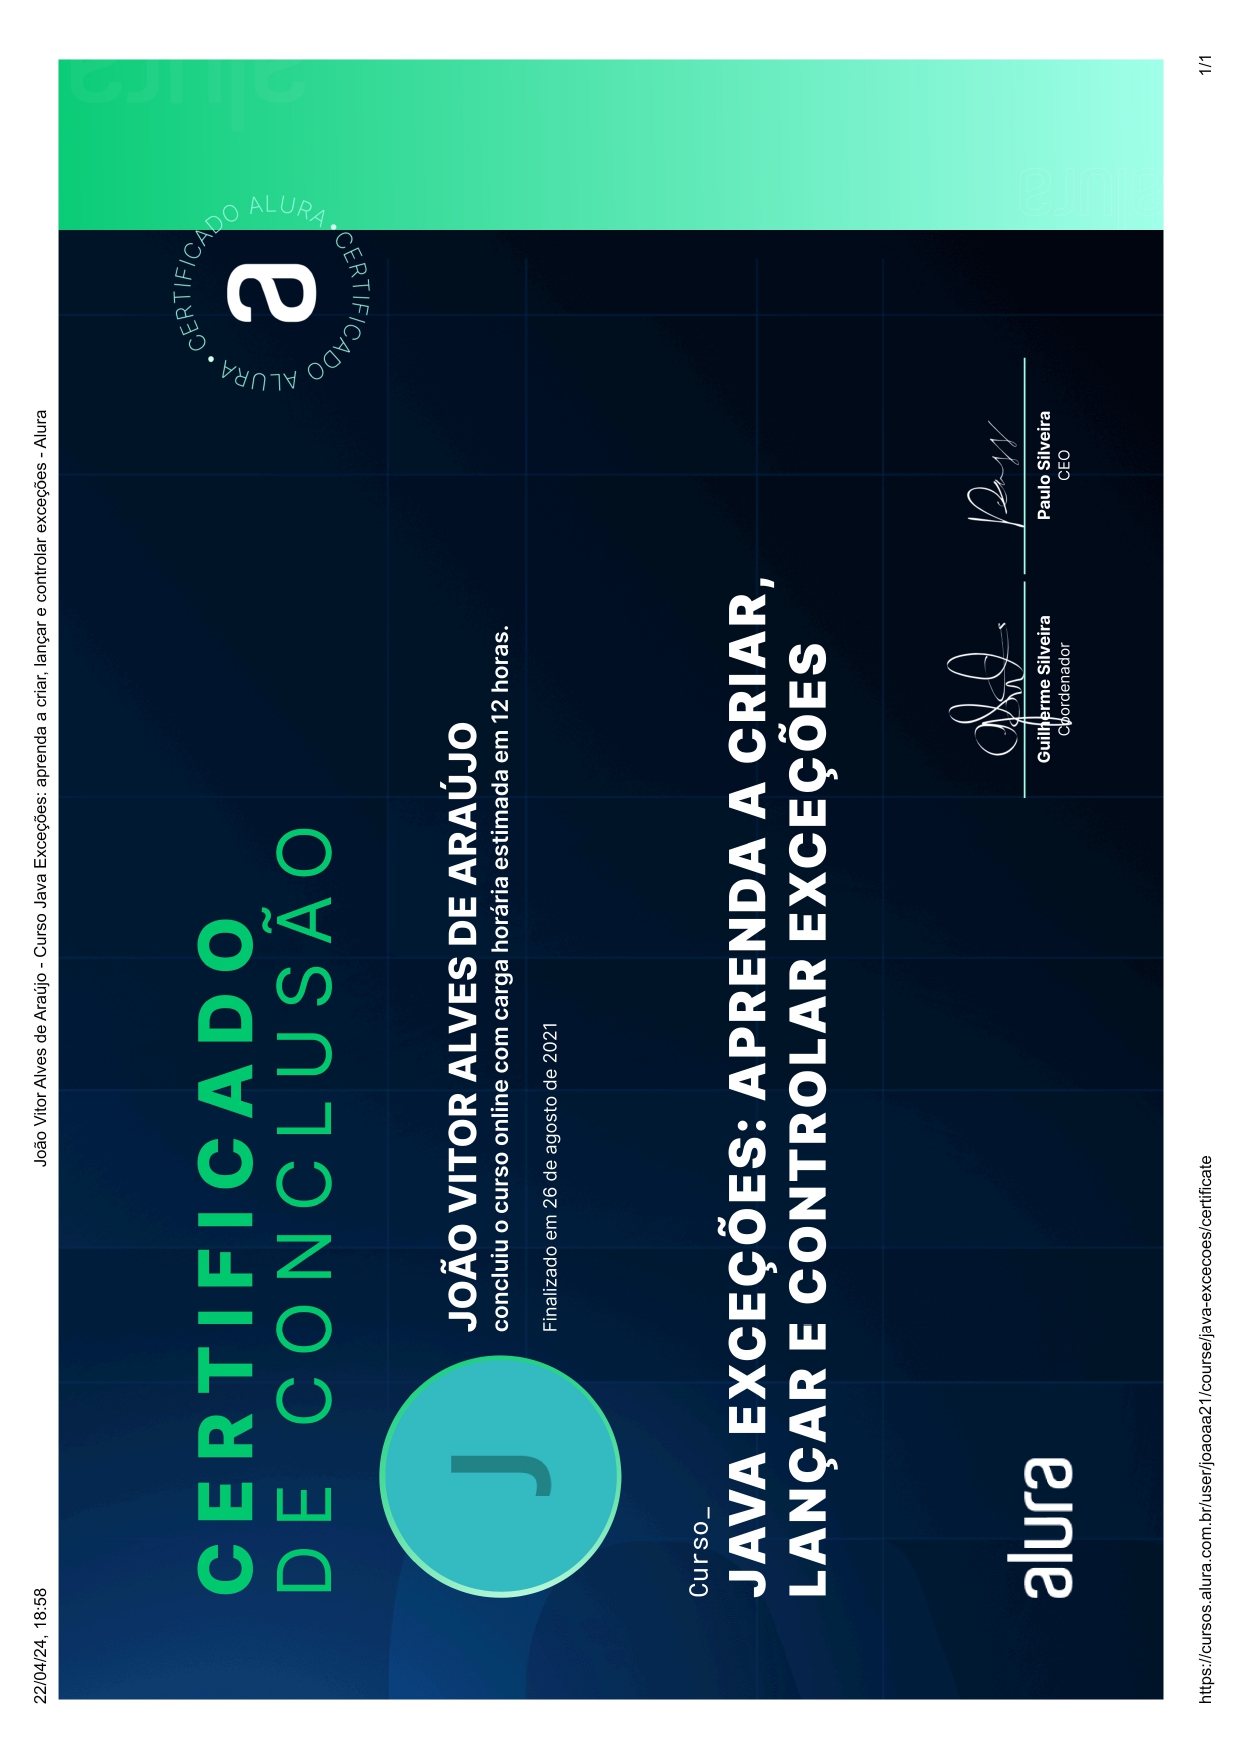 22/04/24, 18:58
João Vitor Alves de Araújo - Curso Java Exceções: aprenda a criar, lançar e controlar exceções - Alura
alura
CERTIFICADO
DE CONCLUSÃO
CERTIFICADO ALURA • CERTIFICADO ALURA •
a
J
JOÃO VITOR ALVES DE ARAÚJO
concluiu o curso online com carga horária estimada em 12 horas.
Finalizado em 26 de agosto de 2021
Curso_
JAVA EXCEÇÕES: APRENDA A CRIAR,
LANÇAR E CONTROLAR EXCEÇÕES
alura
Guilherme Silveira
Coordenador
Paulo Silveira
CEO
alura
https://cursos.alura.com.br/user/joaoaa21/course/java-excecoes/certificate
1/1